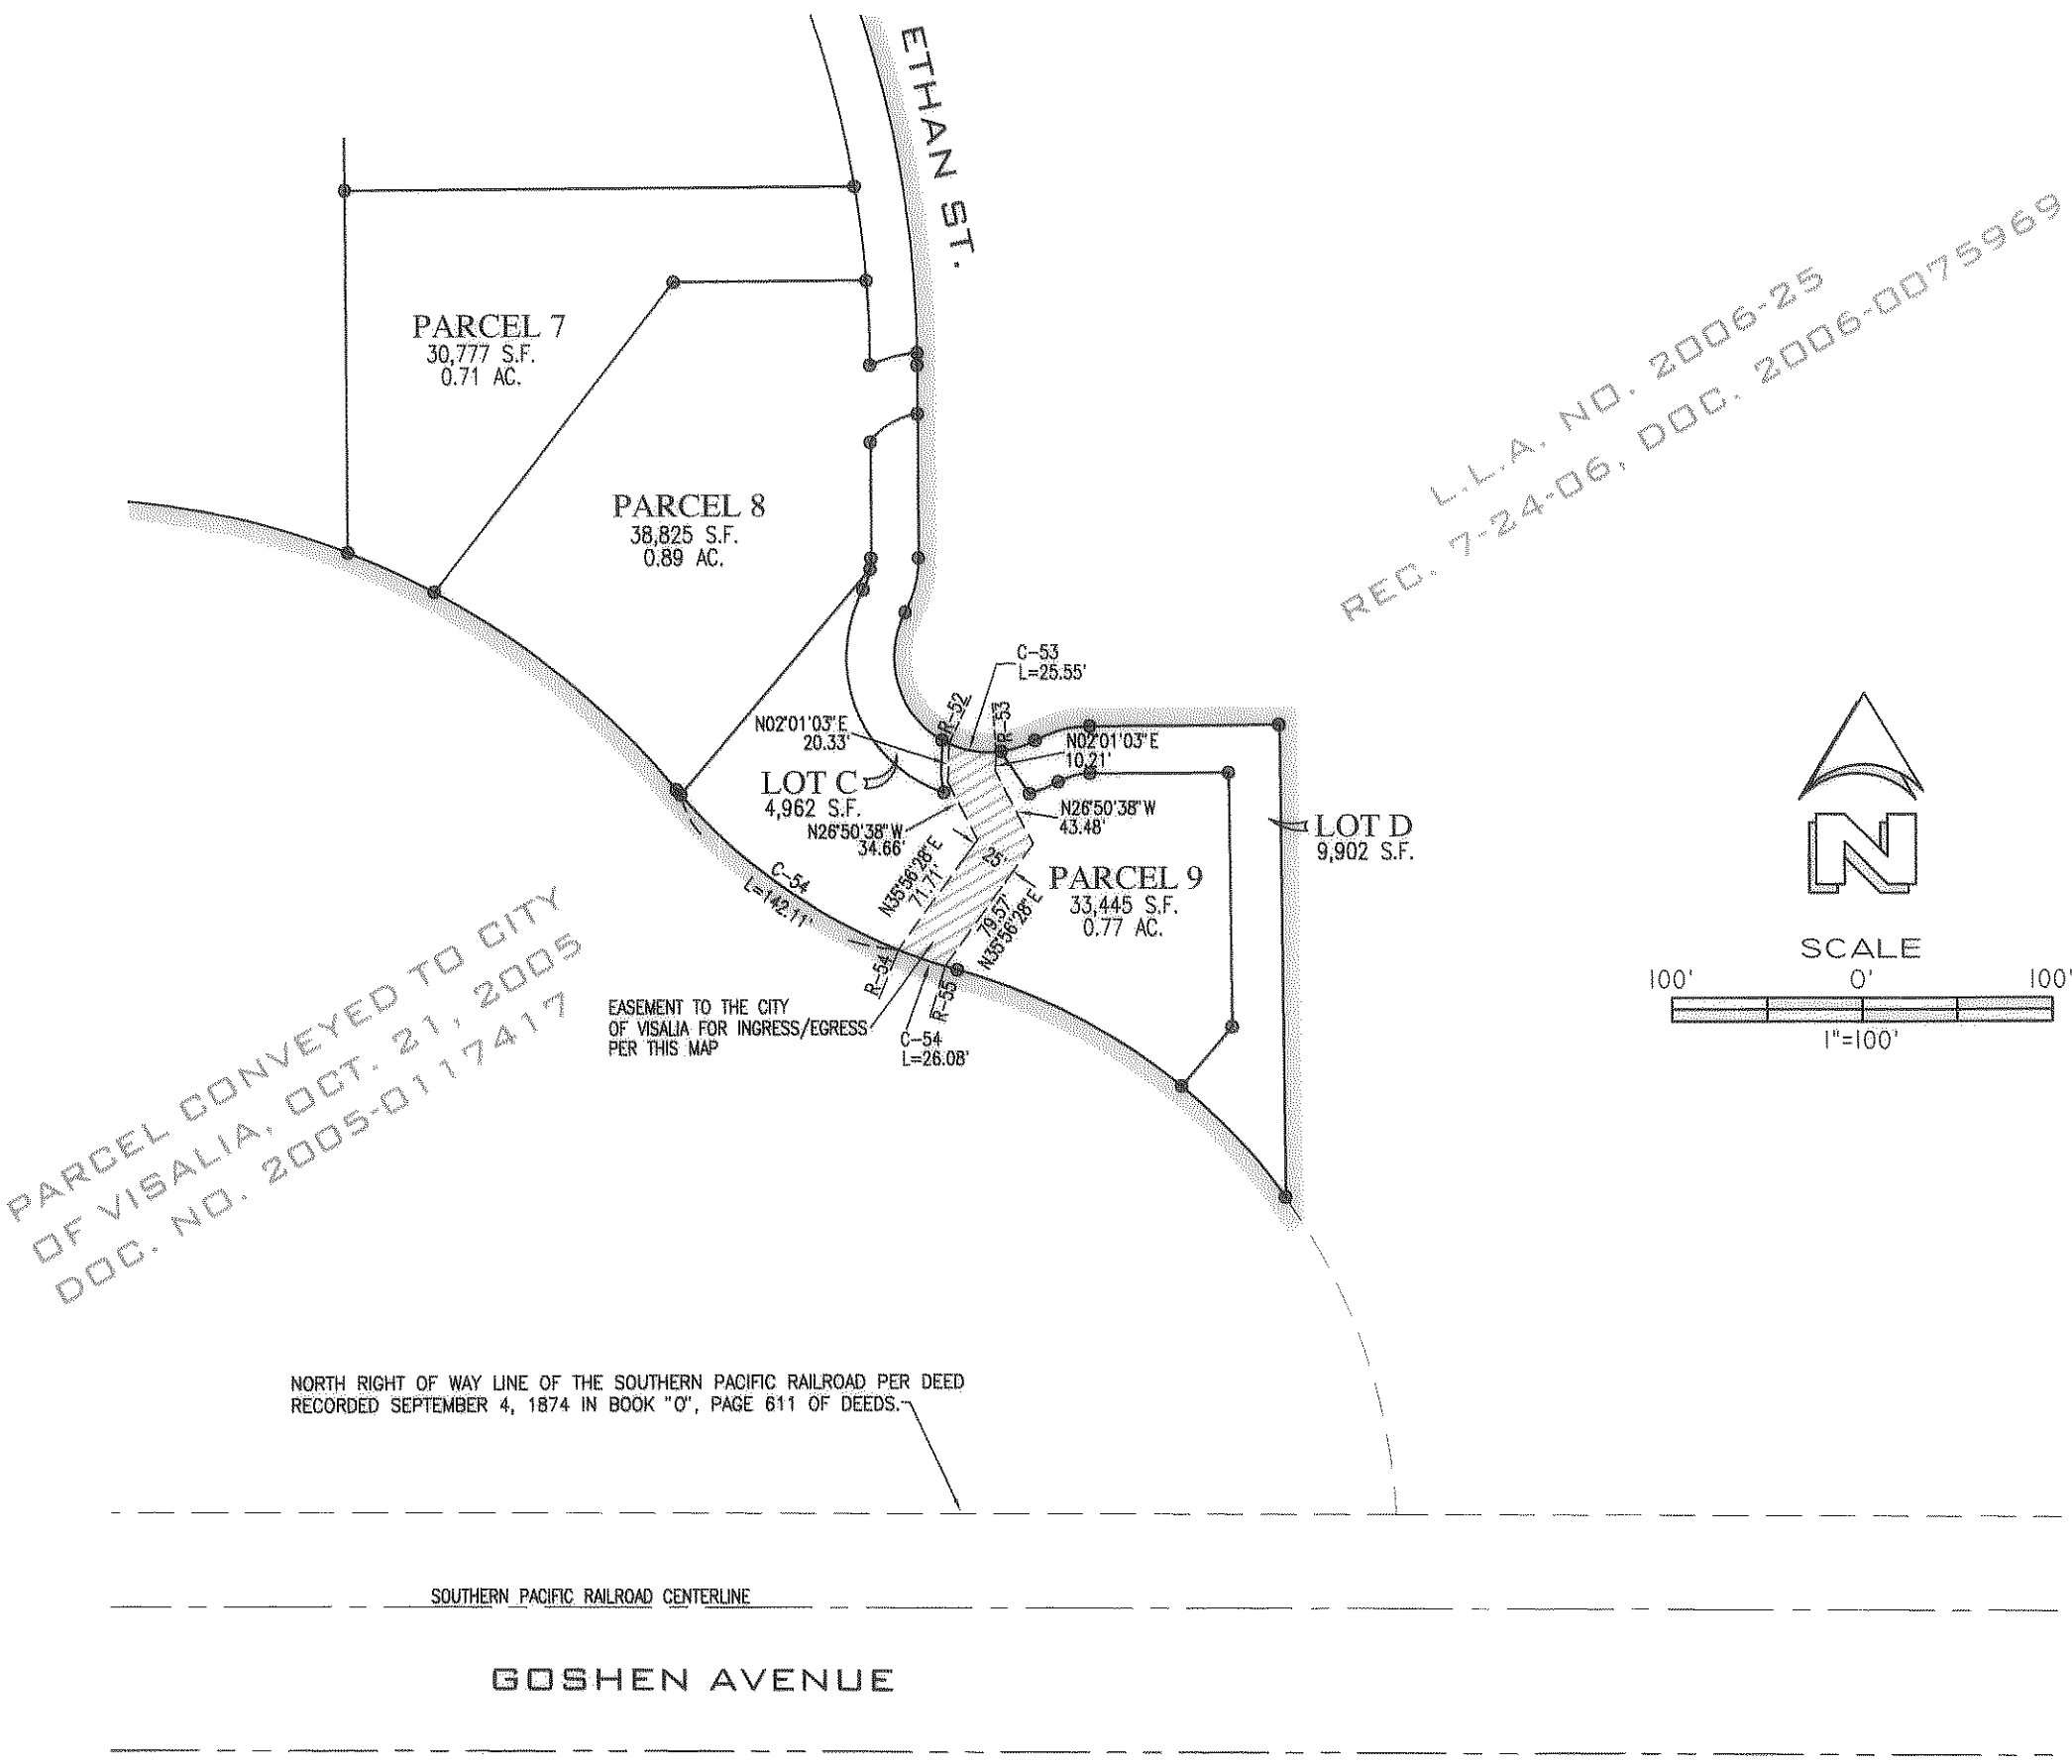 ETHAN ST.
PARCEL 7
30,777 S.F.
0.71 AC.
PARCEL 8
38,825 S.F.
0.89 AC.
L.L.A. NO. 2006-25
REC. 7-24-06, DOC. 2006-0075969
C-53
L=25.55'
R-52
R-53
N02°01'03"E
20.33'
N02°01'03"E
10.21'
LOT C
4,962 S.F.
N26°50'38"W
34.66'
N26°50'38"W
43.48'
LOT D
9,902 S.F.
N35°56'28"E
71.71'
25'
PARCEL 9
33,445 S.F.
0.77 AC.
79.57'
N35°56'28"E
C-54
L=142.11'
R-54
R-55
EASEMENT TO THE CITY
OF VISALIA FOR INGRESS/EGRESS
PER THIS MAP
C-54
L=26.08'
PARCEL CONVEYED TO CITY
OF VISALIA, OCT. 21, 2005
DOC. NO. 2005-0117417
N
SCALE
100' 0' 100'
1"=100'
NORTH RIGHT OF WAY LINE OF THE SOUTHERN PACIFIC RAILROAD PER DEED
RECORDED SEPTEMBER 4, 1874 IN BOOK "O", PAGE 611 OF DEEDS.
SOUTHERN PACIFIC RAILROAD CENTERLINE
GOSHEN AVENUE